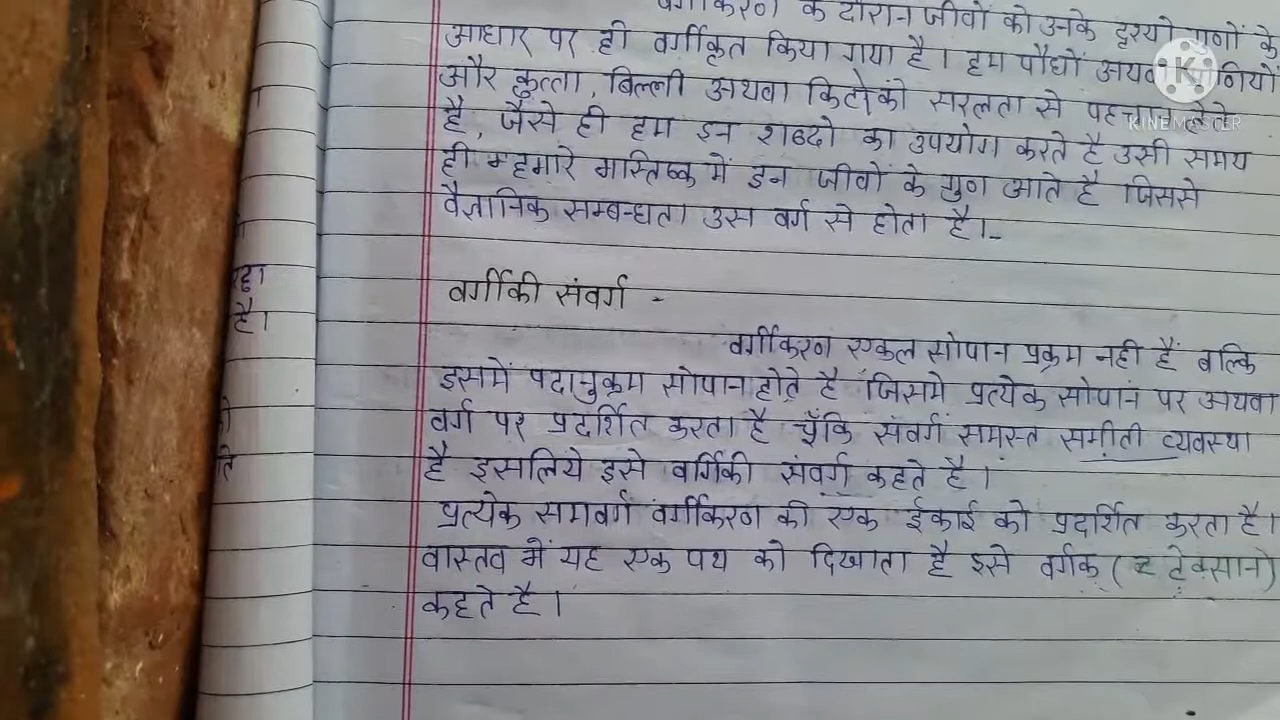 वर्गीकरण के दौरान जीवों को उनके दृश्यो गुणों के
आधार पर ही वर्गीकृत किया गया है। हम पौधों अथवा
और कुत्ता, बिल्ली अथवा किटोको सरलता से
KINEMASTER
है, जैसे ही हम इन शब्दो का उपयोग करते है उसी समय
ही हमारे मास्तिष्क में इन जीवों के गुण आते है जिससे
वैज्ञानिक सम्बन्धता उस वर्ग से होता है।-
रहा
है।
वर्गीकी संवर्ग -
वर्गीकरण एकल सोपान प्रक्रम नही हैं बल्कि
इसमें पदानुक्रम सोपान होते है जिसमे प्रत्येक सोपान पर अथवा
वर्ग पर प्रदर्शित करता है चूँकि संवर्ग समस्त समीती व्यवस्था
है इसलिये इसे वर्गिकी संवर्ग कहते है।
प्रत्येक समवर्ग वर्गीकरण की एक ईकाई को प्रदर्शित करता है।
वास्तव में यह एक पथ को दिखाता है इसे वर्गक (टेक्सान)
कहते है।